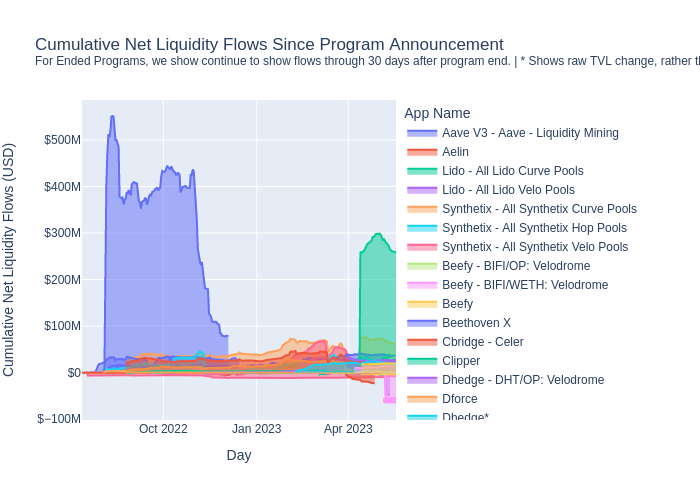 Cumulative Net Liquidity Flows Since Program Announcement
For Ended Programs, we show continue to show flows through 30 days after program end. | * Shows raw TVL change, rather
App Name
Aave V3 - Aave - Liquidity Mining
Aelin
Lido - All Lido Curve Pools
Lido - All Lido Velo Pools
Synthetix - All Synthetix Curve Pools
Synthetix - All Synthetix Hop Pools
Synthetix - All Synthetix Velo Pools
Beefy - BIFI/OP: Velodrome
Beefy - BIFI/WETH: Velodrome
Beefy
Beethoven X
Cbridge - Celer
Clipper
Dhedge - DHT/OP: Velodrome
Dforce
Dhedge*
Cumulative Net Liquidity Flows (USD)
$500M
$400M
$300M
$200M
$100M
$0
$−100M
Oct 2022
Jan 2023
Apr 2023
Day